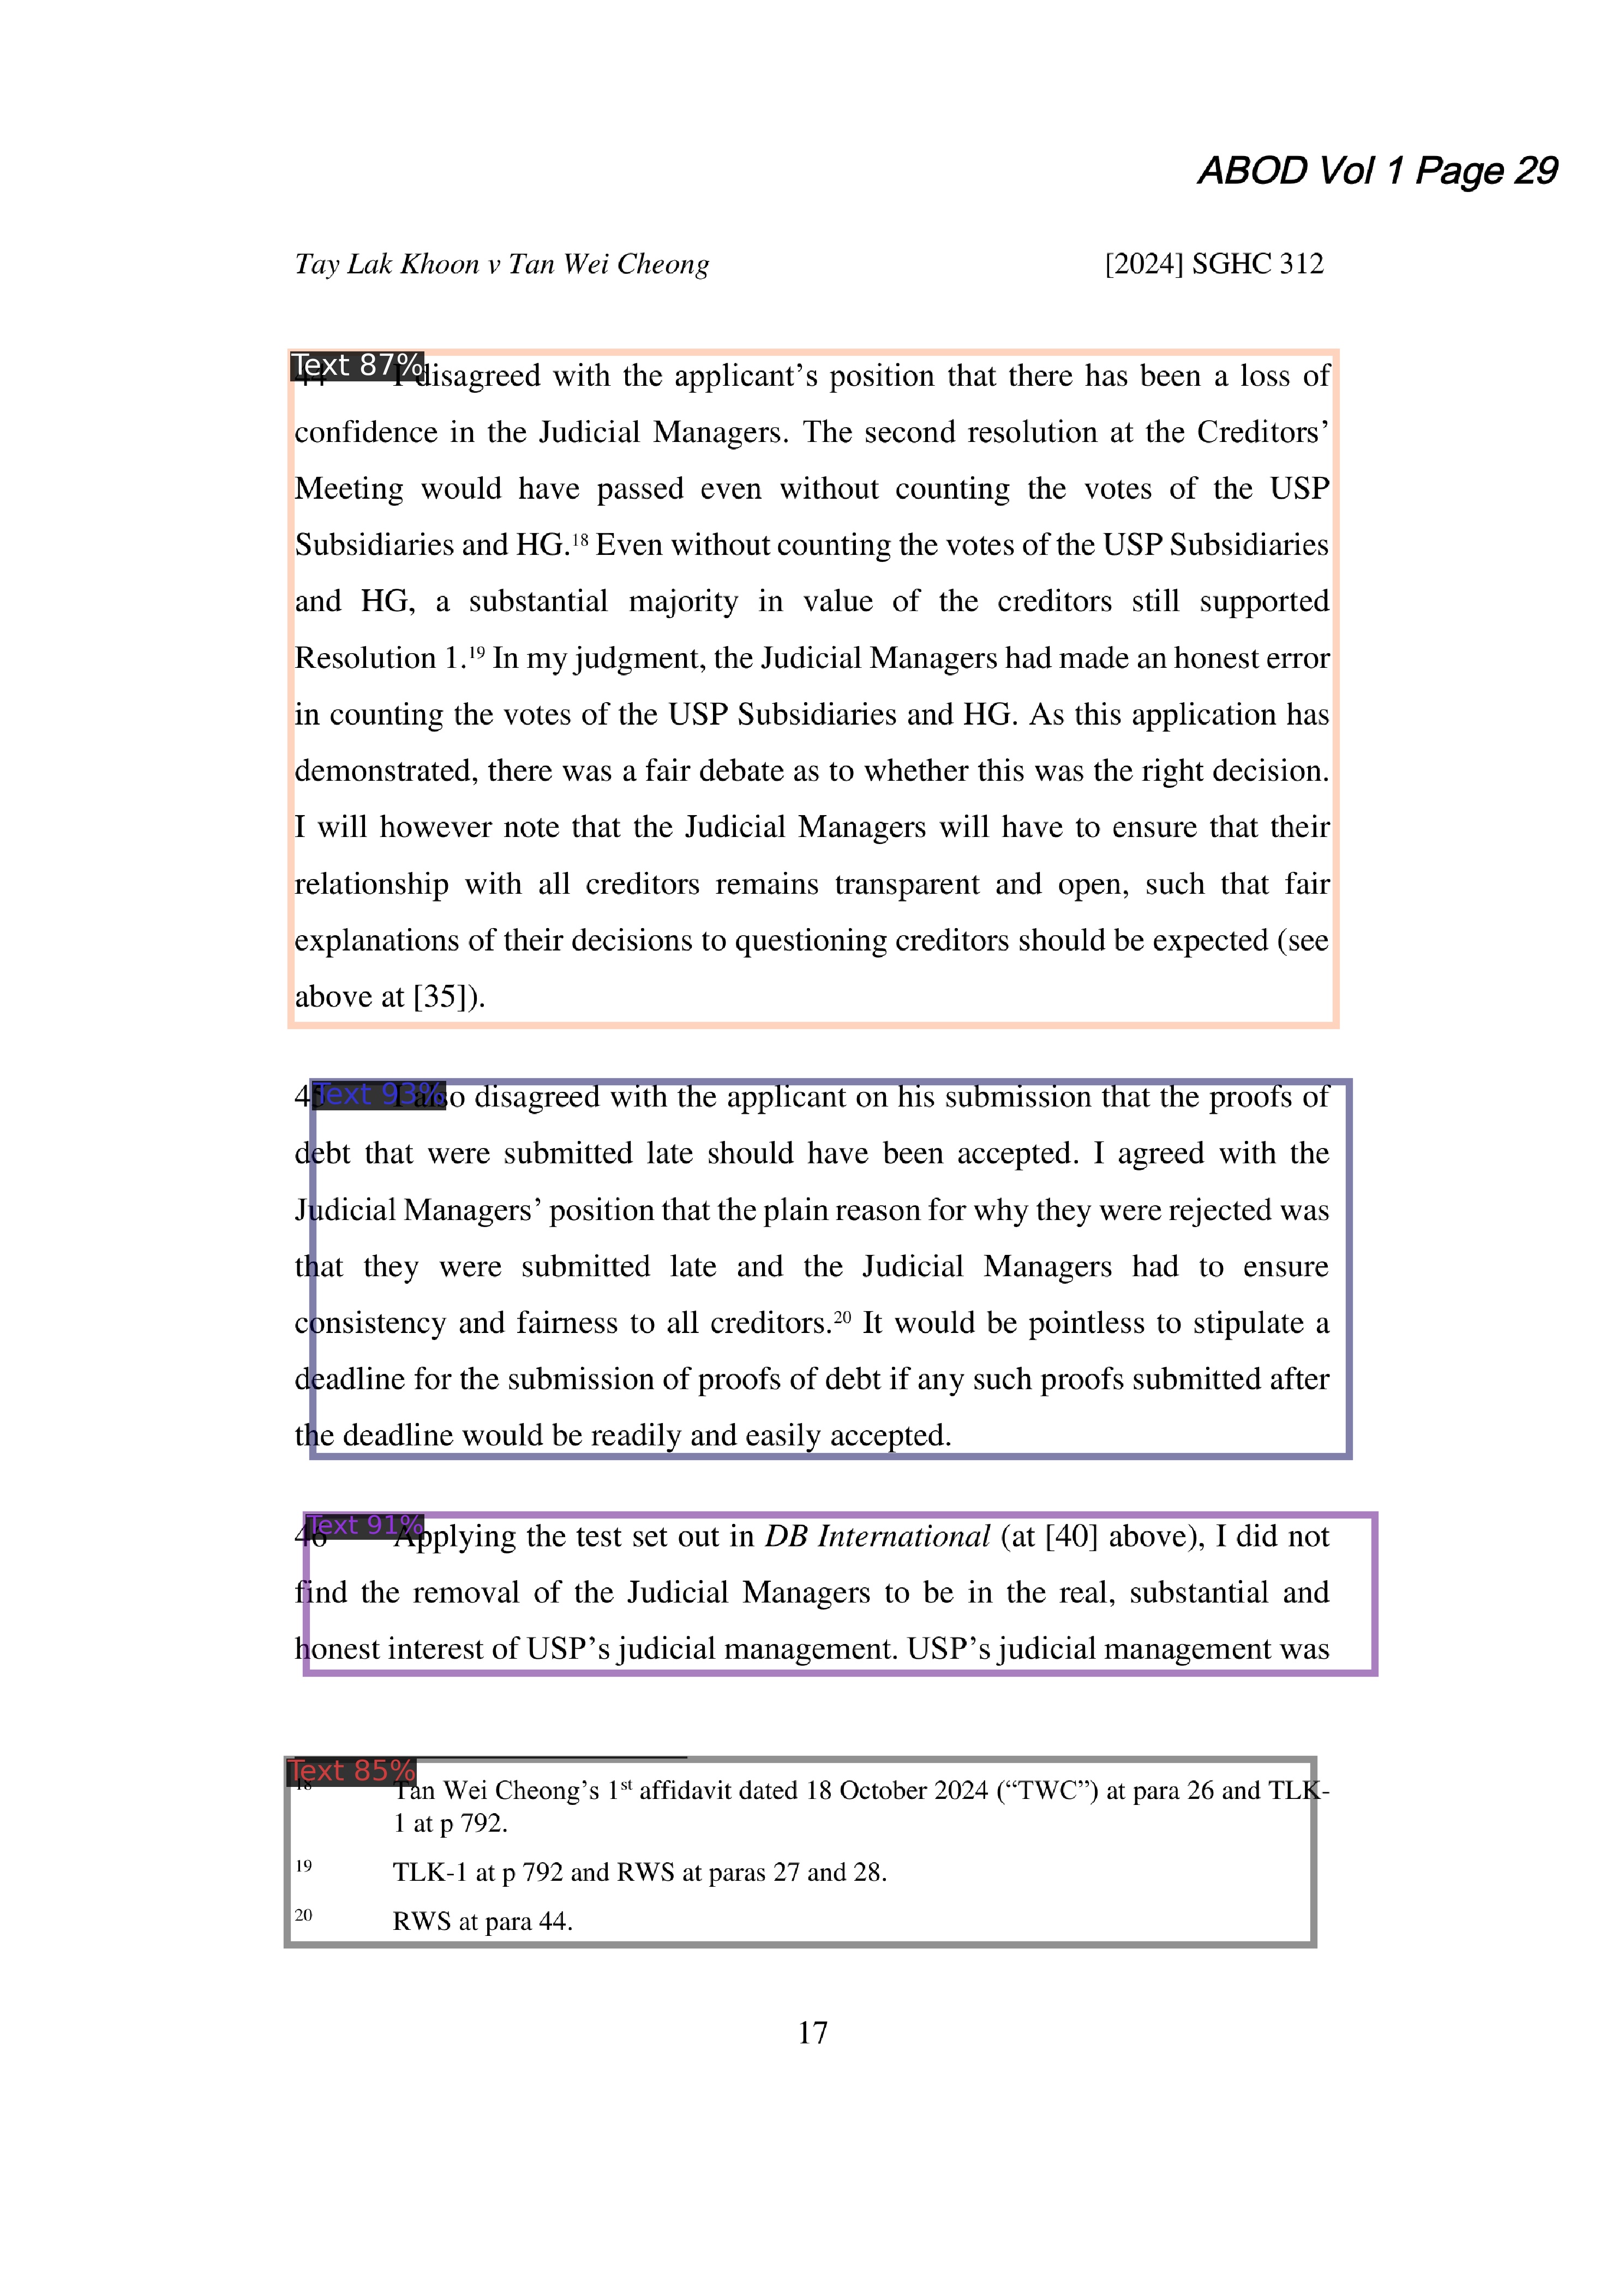 ABOD Vol 1 Page 29
Tay Lak Khoon v Tan Wei Cheong [2024] SGHC 312
Text 87%
44 I disagreed with the applicant’s position that there has been a loss of
confidence in the Judicial Managers. The second resolution at the Creditors’
Meeting would have passed even without counting the votes of the USP
Subsidiaries and HG.18 Even without counting the votes of the USP Subsidiaries
and HG, a substantial majority in value of the creditors still supported
Resolution 1.19 In my judgment, the Judicial Managers had made an honest error
in counting the votes of the USP Subsidiaries and HG. As this application has
demonstrated, there was a fair debate as to whether this was the right decision.
I will however note that the Judicial Managers will have to ensure that their
relationship with all creditors remains transparent and open, such that fair
explanations of their decisions to questioning creditors should be expected (see
above at [35]).
Text 93%
45 I also disagreed with the applicant on his submission that the proofs of
debt that were submitted late should have been accepted. I agreed with the
Judicial Managers’ position that the plain reason for why they were rejected was
that they were submitted late and the Judicial Managers had to ensure
consistency and fairness to all creditors.20 It would be pointless to stipulate a
deadline for the submission of proofs of debt if any such proofs submitted after
the deadline would be readily and easily accepted.
Text 91%
46 Applying the test set out in DB International (at [40] above), I did not
find the removal of the Judicial Managers to be in the real, substantial and
honest interest of USP’s judicial management. USP’s judicial management was
Text 85%
18 Tan Wei Cheong’s 1st affidavit dated 18 October 2024 (“TWC”) at para 26 and TLK-
1 at p 792.
19 TLK-1 at p 792 and RWS at paras 27 and 28.
20 RWS at para 44.
17